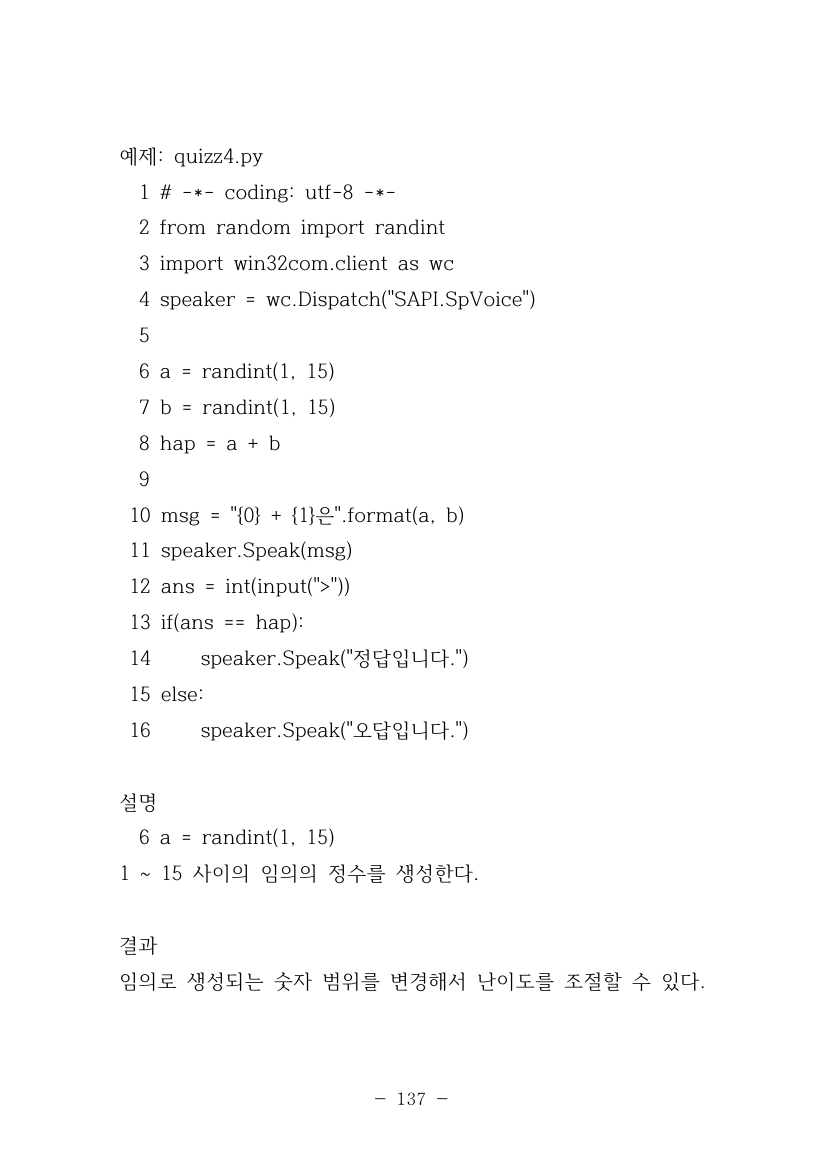 예제: quizz4.py
1 # -*- coding: utf-8 -*-
2 from random import randint
3 import win32com.client as wc
4 speaker = wc.Dispatch("SAPI.SpVoice")
5
6 a = randint(1, 15)
7 b = randint(1, 15)
8 hap = a + b
9
10 msg = "{0} + {1}은".format(a, b)
11 speaker.Speak(msg)
12 ans = int(input(">"))
13 if(ans == hap):
14     speaker.Speak("정답입니다.")
15 else:
16     speaker.Speak("오답입니다.")
설명
6 a = randint(1, 15)
1 ~ 15 사이의 임의의 정수를 생성한다.
결과
임의로 생성되는 숫자 범위를 변경해서 난이도를 조절할 수 있다.
- 137 -